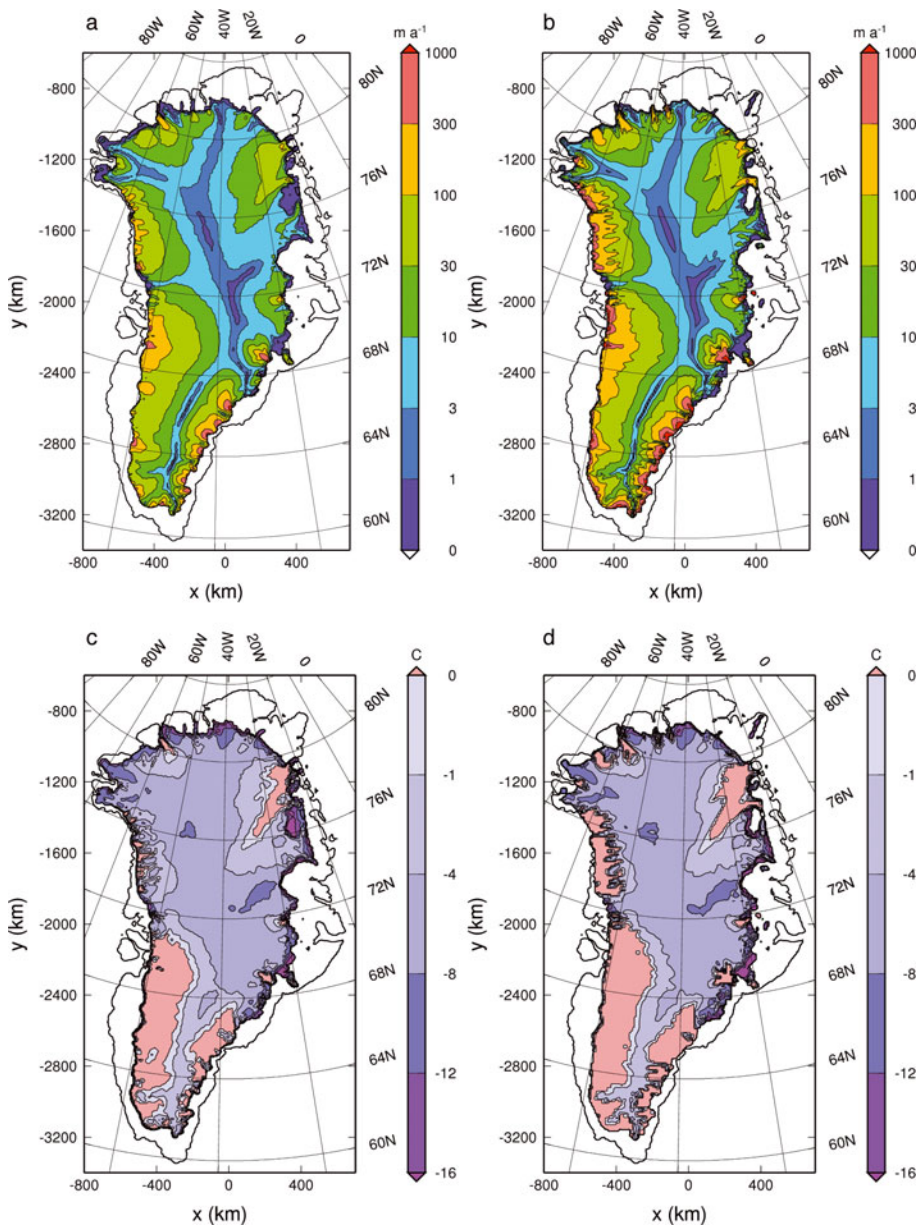 a
80W
60W
40W
20W
0
m a-1
1000
300
100
30
10
3
1
0
80N
76N
72N
68N
64N
60N
-800
-1200
-1600
-2000
-2400
-2800
-3200
y (km)
-800
-400
0
400
x (km)
b
80W
60W
40W
20W
0
m a-1
1000
300
100
30
10
3
1
0
80N
76N
72N
68N
64N
60N
-800
-1200
-1600
-2000
-2400
-2800
-3200
y (km)
-800
-400
0
400
x (km)
c
80W
60W
40W
20W
0
C
0
-1
-4
-8
-12
-16
80N
76N
72N
68N
64N
60N
-800
-1200
-1600
-2000
-2400
-2800
-3200
y (km)
-800
-400
0
400
x (km)
d
80W
60W
40W
20W
0
C
0
-1
-4
-8
-12
-16
80N
76N
72N
68N
64N
60N
-800
-1200
-1600
-2000
-2400
-2800
-3200
y (km)
-800
-400
0
400
x (km)